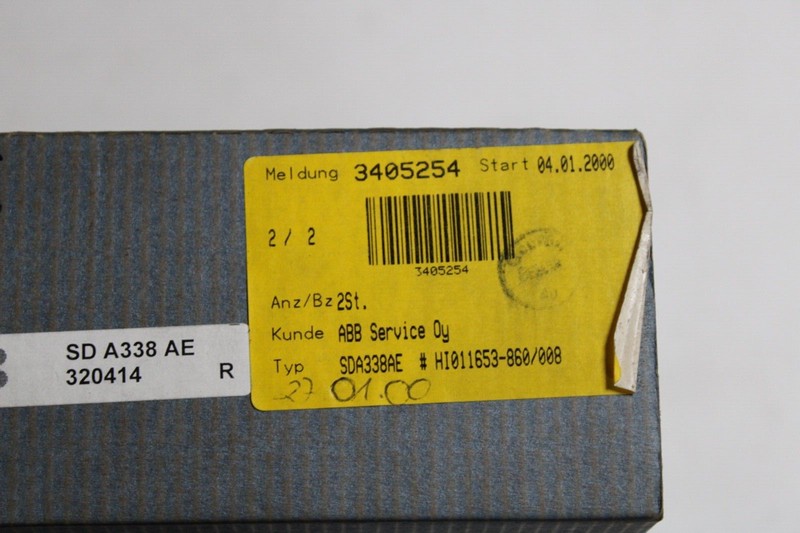 Meldung 3405254 Start 04.01.2000
2 / 2
3405254
Anz/Bz 2St.
Kunde ABB Service Oy
Typ SDA338AE # HI011653-860/008
27 01.00
SD A338 AE
320414 R